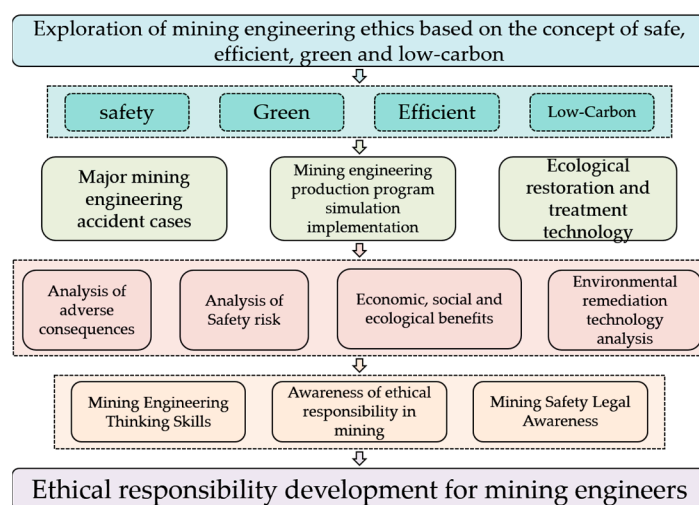 Exploration of mining engineering ethics based on the concept of safe,
efficient, green and low-carbon
safety
Green
Efficient
Low-Carbon
Major mining
engineering
accident cases
Mining engineering
production program
simulation
implementation
Ecological
restoration and
treatment
technology
Analysis of
adverse
consequences
Analysis of
Safety risk
Economic, social and
ecological benefits
Environmental
remediation
technology
analysis
Mining Engineering
Thinking Skills
Awareness of ethical
responsibility in
mining
Mining Safety Legal
Awareness
Ethical responsibility development for mining engineers